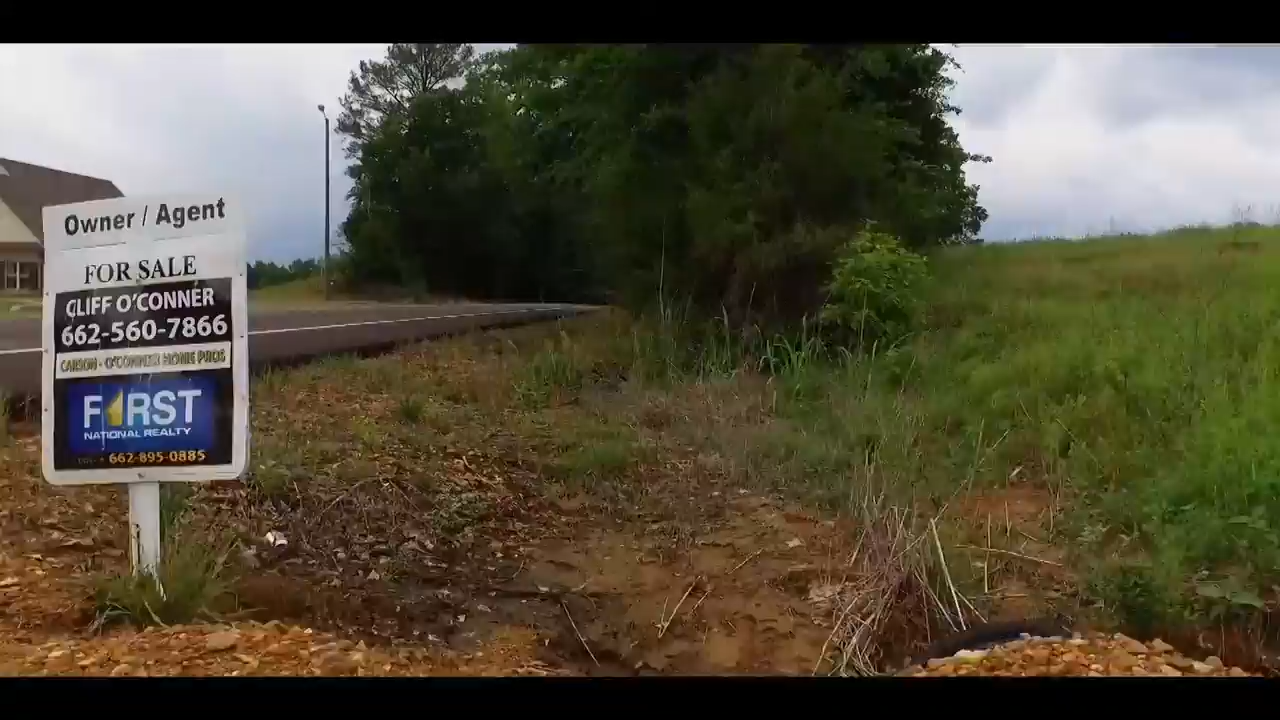 Owner / Agent
FOR SALE
CLIFF O'CONNER
662-560-7866
CARSON - O'CONNER HOME PROS
FIRST
NATIONAL REALTY
662-895-0885